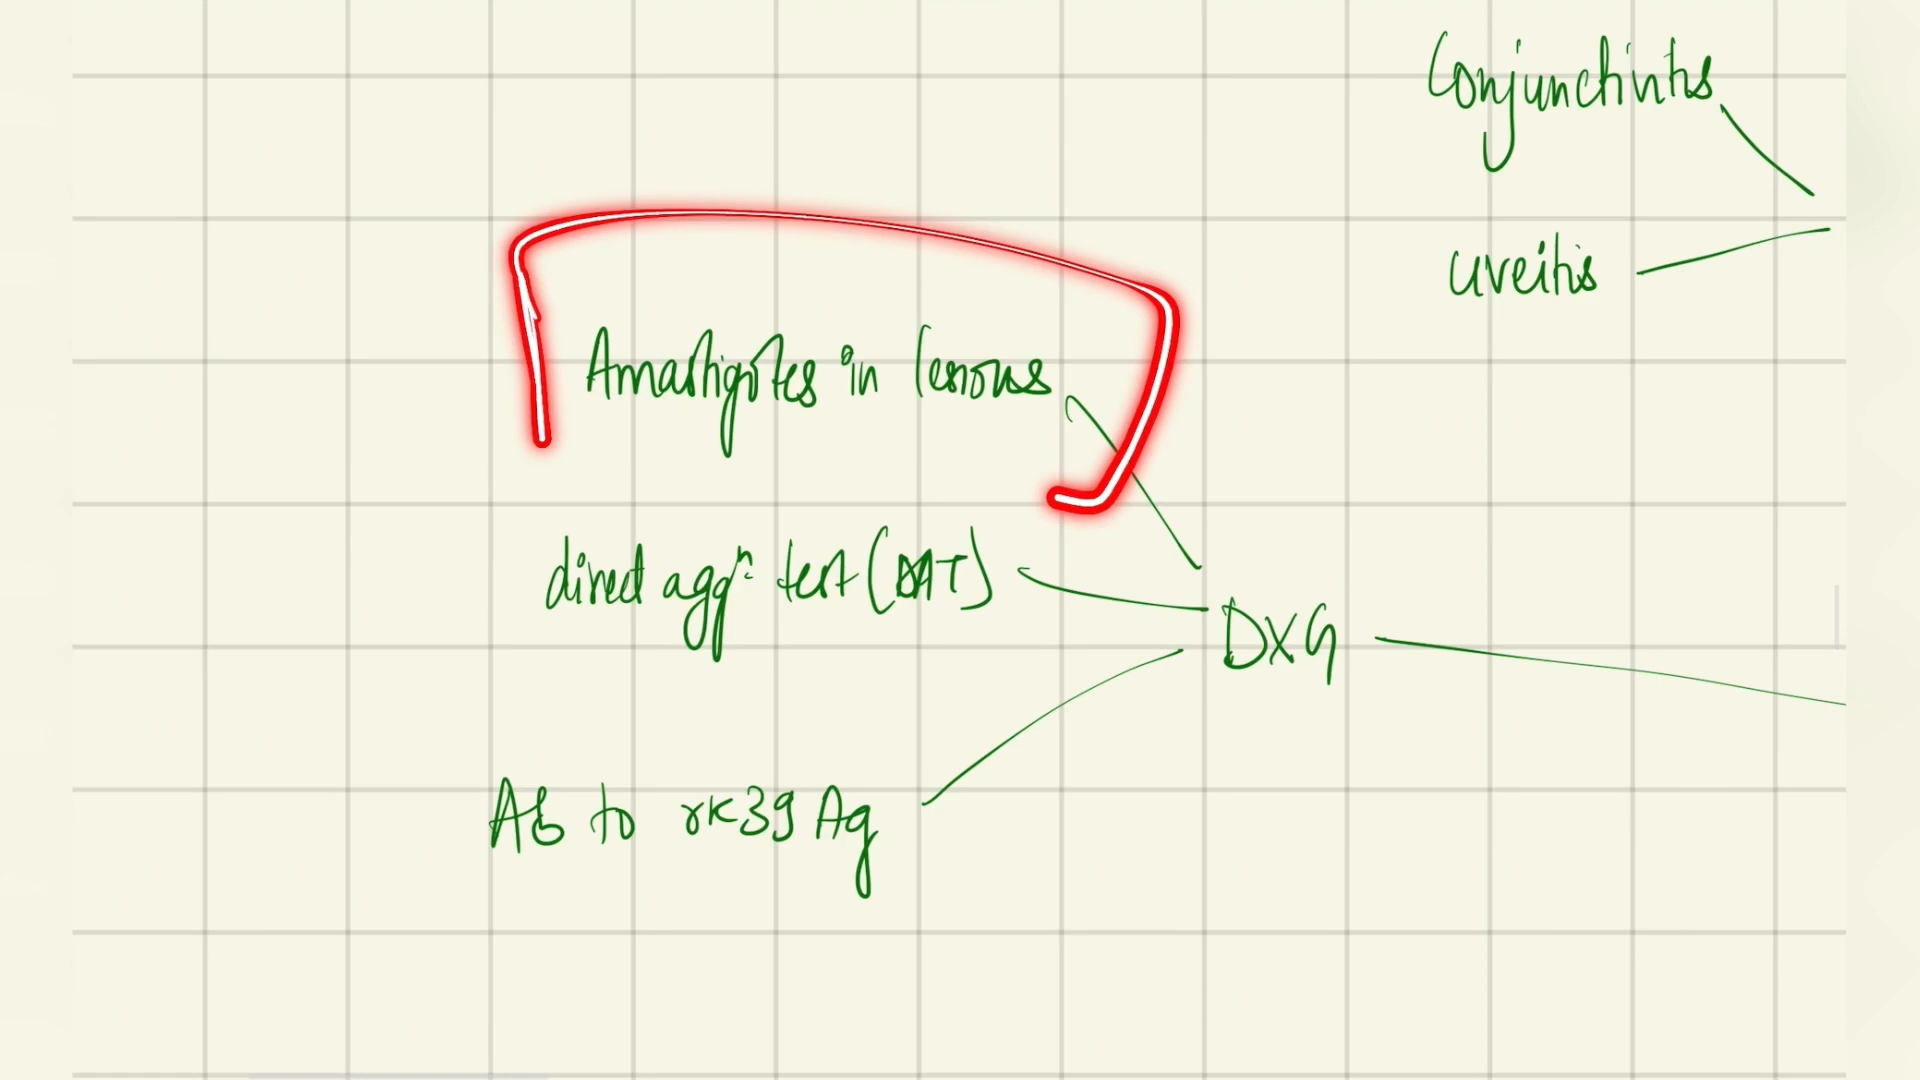 Conjunctivitis
uveitis
Amastigotes in lesions
direct aggⁿ test (DAT)
DXG
Ab to rK39 Ag